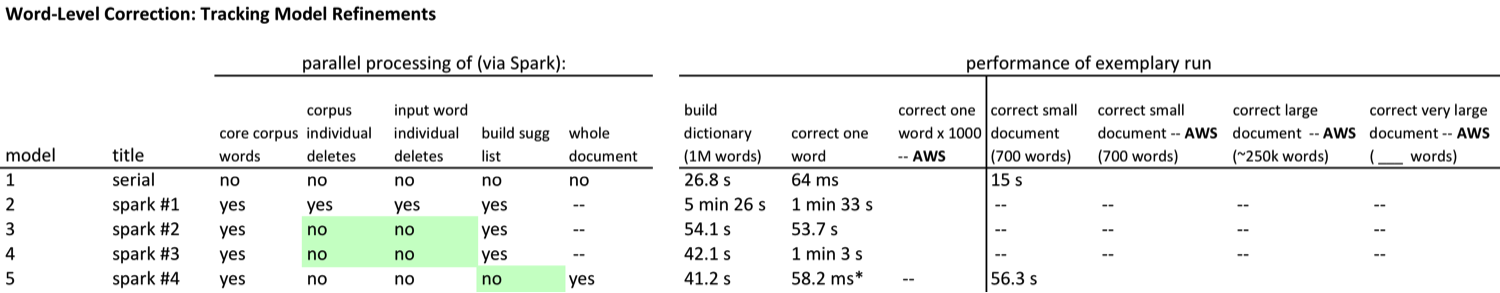 Word-Level Correction: Tracking Model Refinements
parallel processing of (via Spark): performance of exemplary run
corpus input word build correct one correct small correct small correct large correct very large
core corpus individual individual build sugg whole dictionary correct one word x 1000 document document -- AWS document -- AWS document -- AWS
model title words deletes deletes list document (1M words) word -- AWS (700 words) (700 words) (~250k words) ( ___ words)
1 serial no no no no no 26.8 s 64 ms 15 s
2 spark #1 yes yes yes yes -- 5 min 26 s 1 min 33 s -- -- -- --
3 spark #2 yes no no yes -- 54.1 s 53.7 s -- -- -- --
4 spark #3 yes no no yes -- 42.1 s 1 min 3 s -- -- -- --
5 spark #4 yes no no no yes 41.2 s 58.2 ms* -- 56.3 s